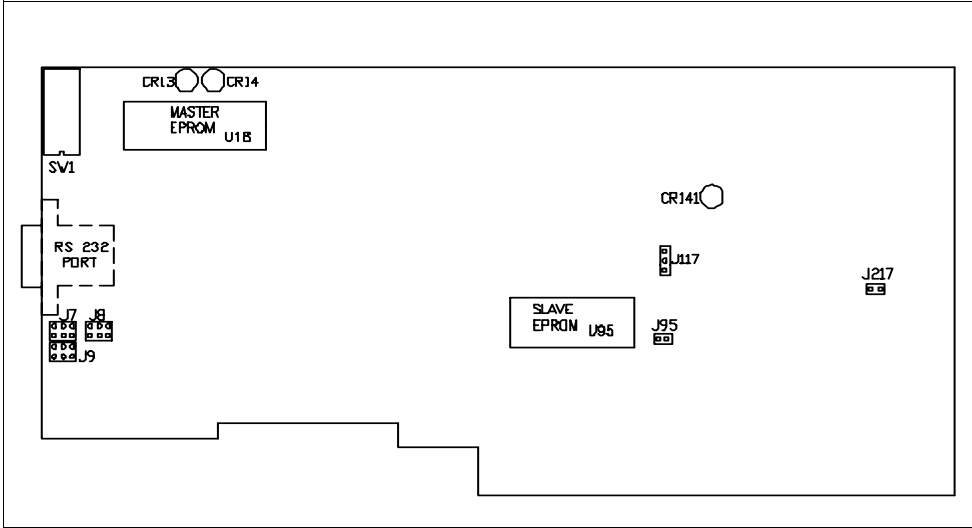 CR13
CR14
MASTER
EPROM
U18
SW1
CR141
RS 232
PORT
J117
J217
SLAVE
EPROM
U95
J95
J7
J8
J9